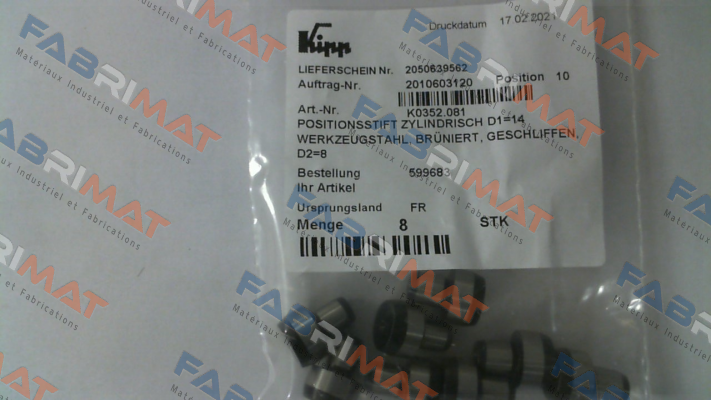 Kipp
Druckdatum 17.02.2021
LIEFERSCHEIN Nr. 2050639562
Auftrag-Nr. 2010603120 Position 10
Art.-Nr. K0352.081
POSITIONSSTIFT ZYLINDRISCH D1=14
WERKZEUGSTAHL, BRÜNIERT, GESCHLIFFEN,
D2=8
Bestellung 599683
Ihr Artikel
Ursprungsland FR
Menge 8 STK
FABRIMAT
Matériaux Industriel et Fabrications